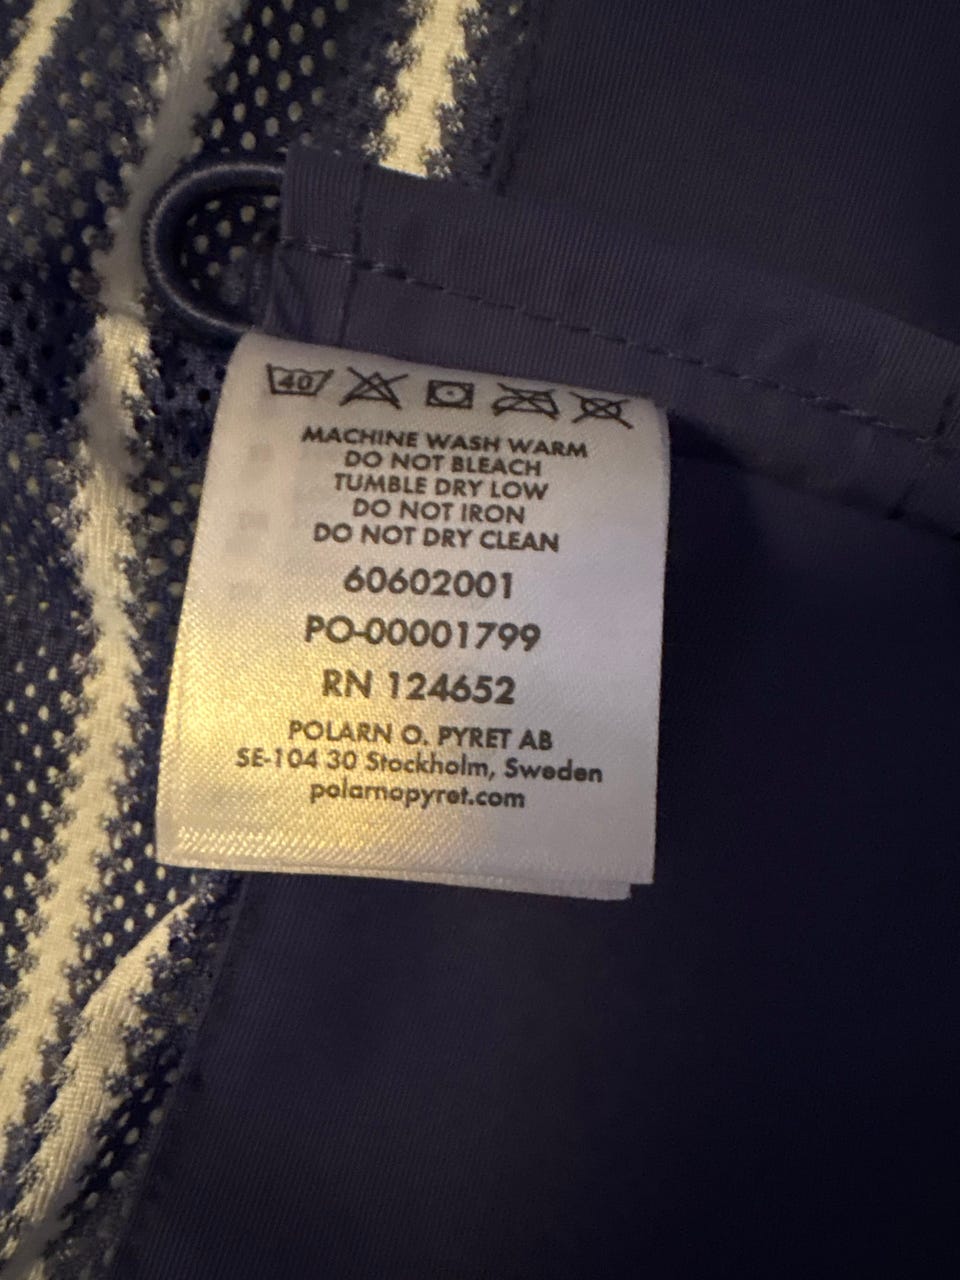 40
MACHINE WASH WARM
DO NOT BLEACH
TUMBLE DRY LOW
DO NOT IRON
DO NOT DRY CLEAN
60602001
PO-00001799
RN 124652
POLARN O. PYRET AB
SE-104 30 Stockholm, Sweden
polarnopyret.com